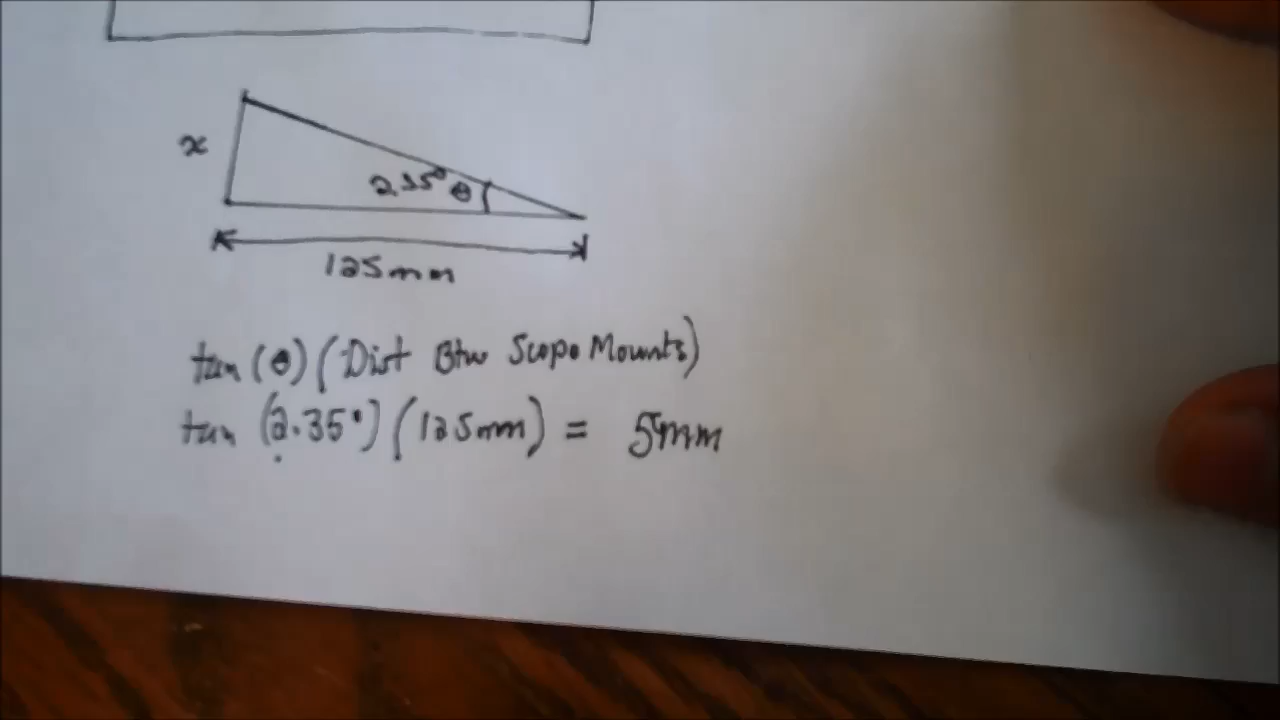 x
2.35° θ
125mm
tan (θ) (Dist Btw Scope Mounts)
tan (2.35°) (125mm) = 5mm